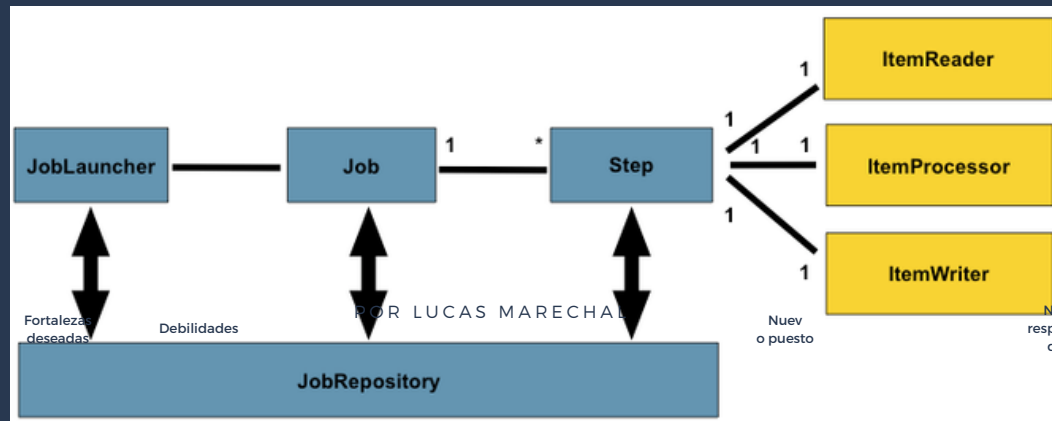 ItemReader
1
1
JobLauncher
Job
1
*
Step
1
1
ItemProcessor
1
1
ItemWriter
Fortalezas
deseadas
Debilidades
POR LUCAS MARECHAL
Nuev
o puesto
JobRepository